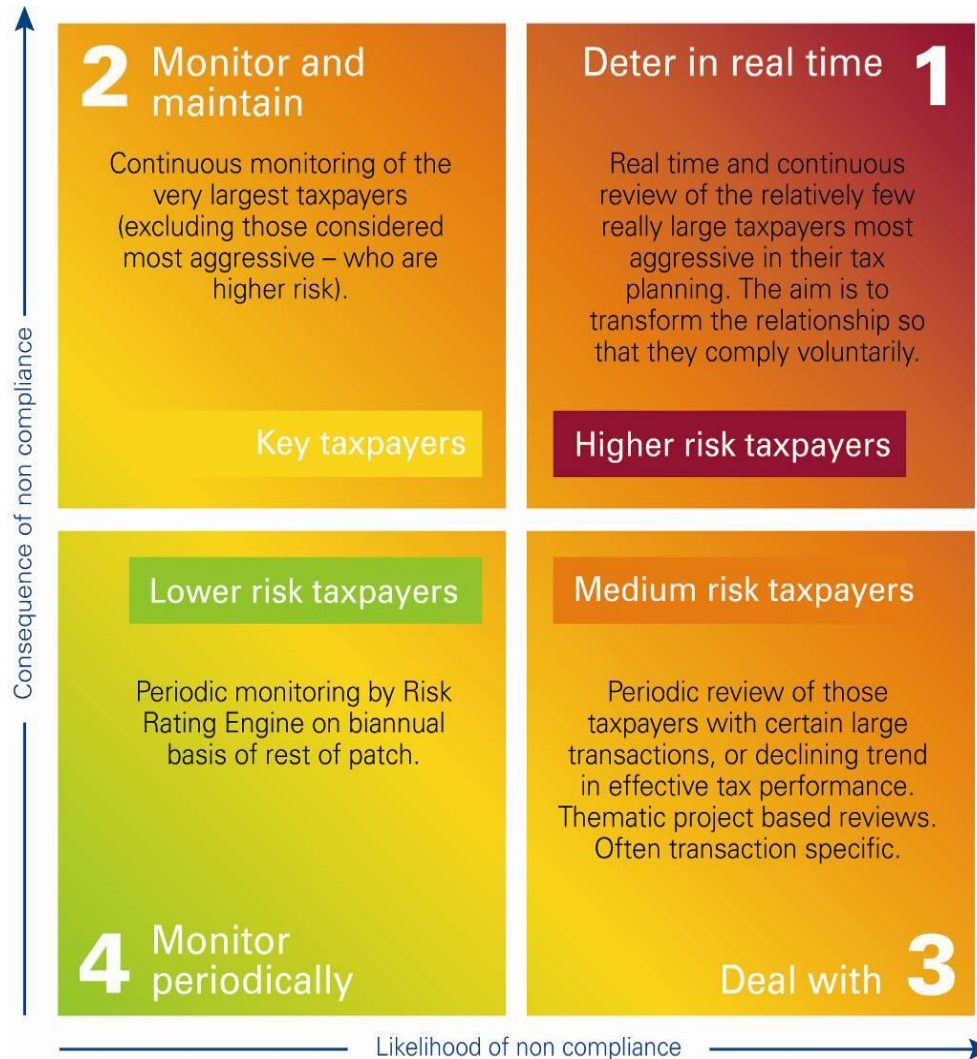 Consequence of non compliance
2 Monitor and
maintain
Continuous monitoring of the
very largest taxpayers
(excluding those considered
most aggressive – who are
higher risk).
Key taxpayers
Deter in real time 1
Real time and continuous
review of the relatively few
really large taxpayers most
aggressive in their tax
planning. The aim is to
transform the relationship so
that they comply voluntarily.
Higher risk taxpayers
Lower risk taxpayers
Periodic monitoring by Risk
Rating Engine on biannual
basis of rest of patch.
4 Monitor
periodically
Medium risk taxpayers
Periodic review of those
taxpayers with certain large
transactions, or declining trend
in effective tax performance.
Thematic project based reviews.
Often transaction specific.
Deal with 3
Likelihood of non compliance